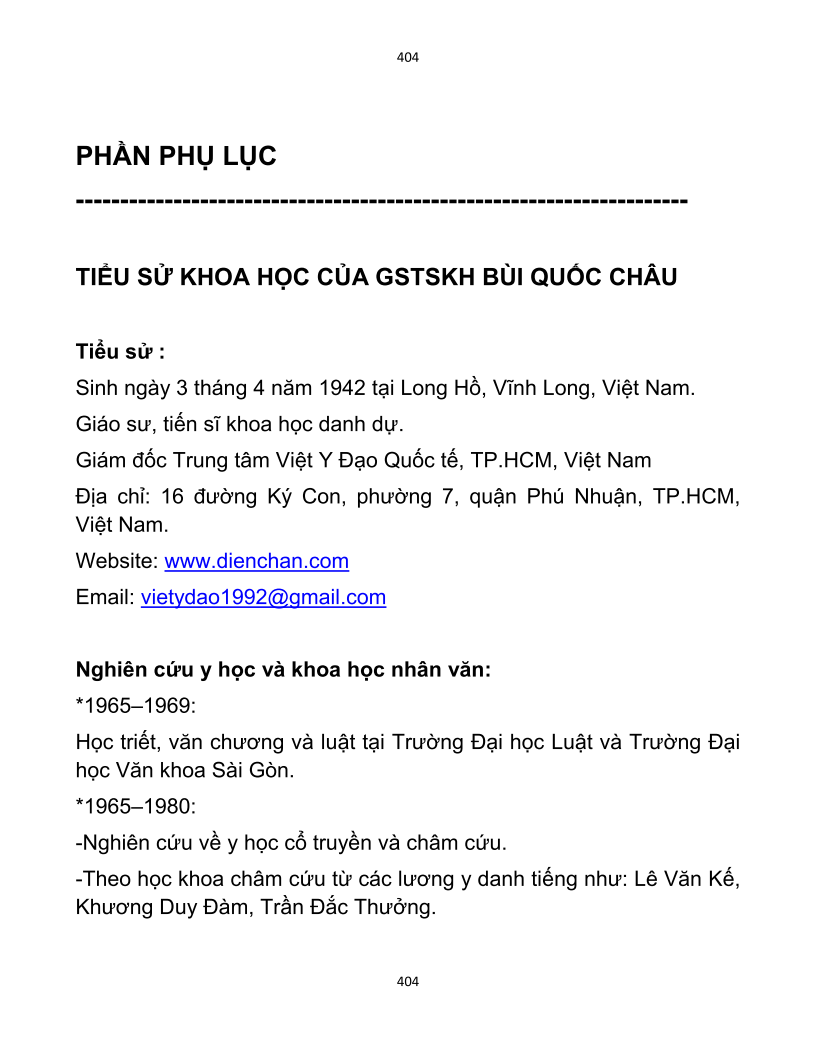 404
PHẦN PHỤ LỤC
---------------------------------------------------------------------
TIỂU SỬ KHOA HỌC CỦA GSTSKH BÙI QUỐC CHÂU
Tiểu sử :
Sinh ngày 3 tháng 4 năm 1942 tại Long Hồ, Vĩnh Long, Việt Nam.
Giáo sư, tiến sĩ khoa học danh dự.
Giám đốc Trung tâm Việt Y Đạo Quốc tế, TP.HCM, Việt Nam
Địa chỉ: 16 đường Ký Con, phường 7, quận Phú Nhuận, TP.HCM,
Việt Nam.
Website: www.dienchan.com
Email: vietydao1992@gmail.com
Nghiên cứu y học và khoa học nhân văn:
*1965–1969:
Học triết, văn chương và luật tại Trường Đại học Luật và Trường Đại
học Văn khoa Sài Gòn.
*1965–1980:
-Nghiên cứu về y học cổ truyền và châm cứu.
-Theo học khoa châm cứu từ các lương y danh tiếng như: Lê Văn Kế,
Khương Duy Đàm, Trần Đắc Thưởng.
404